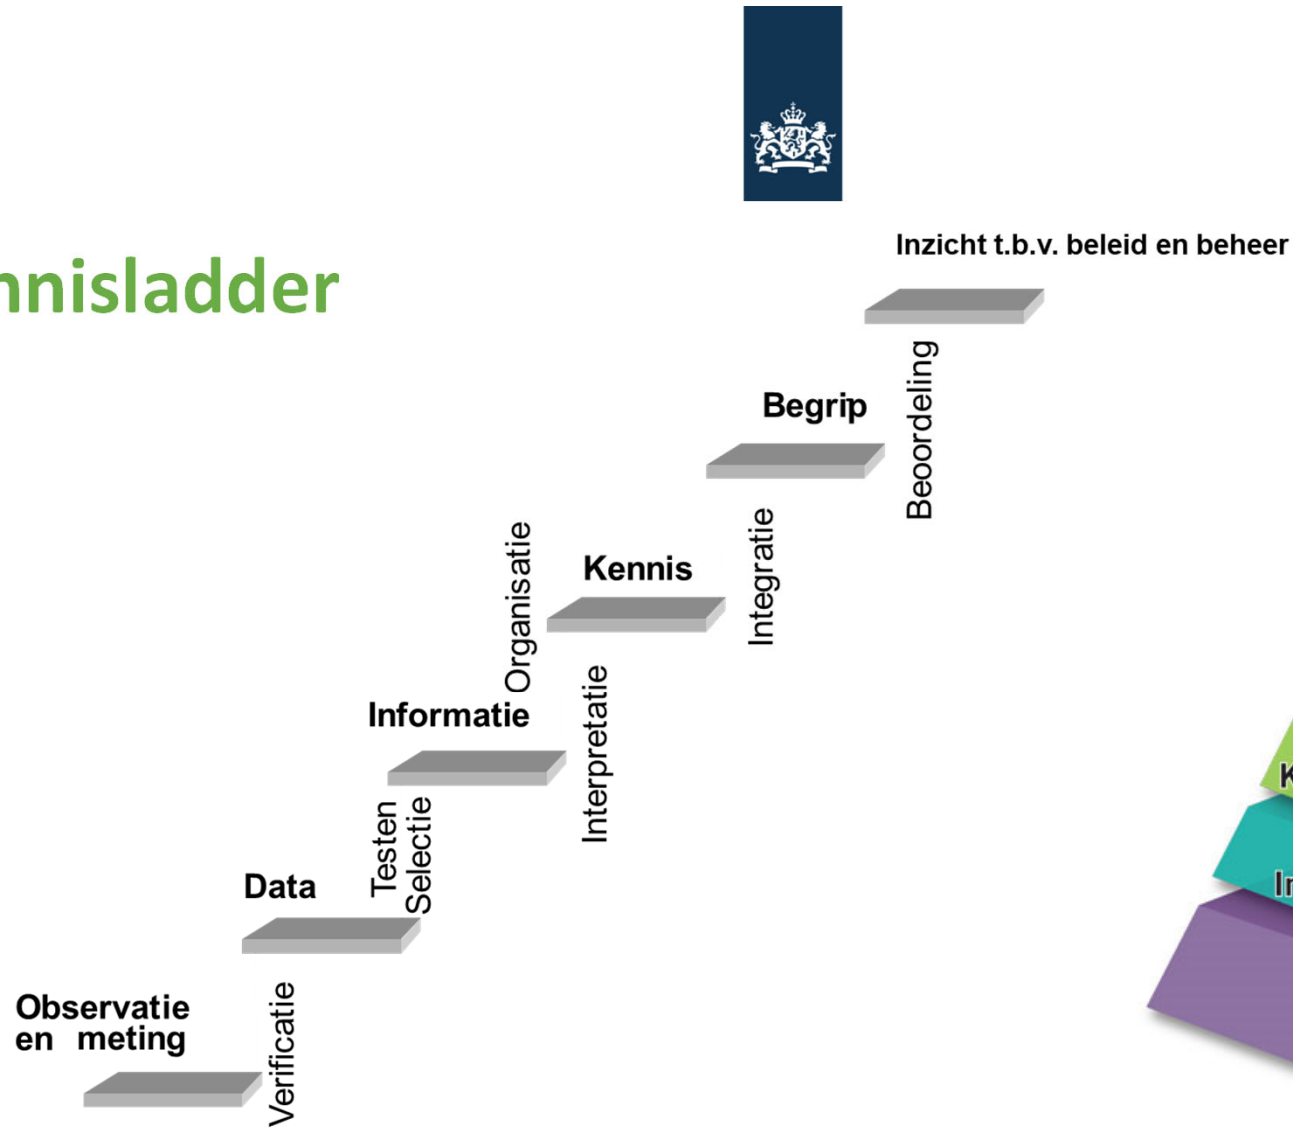 nnisladder
Inzicht t.b.v. beleid en beheer
Beoordeling
Begrip
Integratie
Kennis
Organisatie
Interpretatie
Informatie
Testen
Selectie
Data
Verificatie
Observatie
en meting
K
In